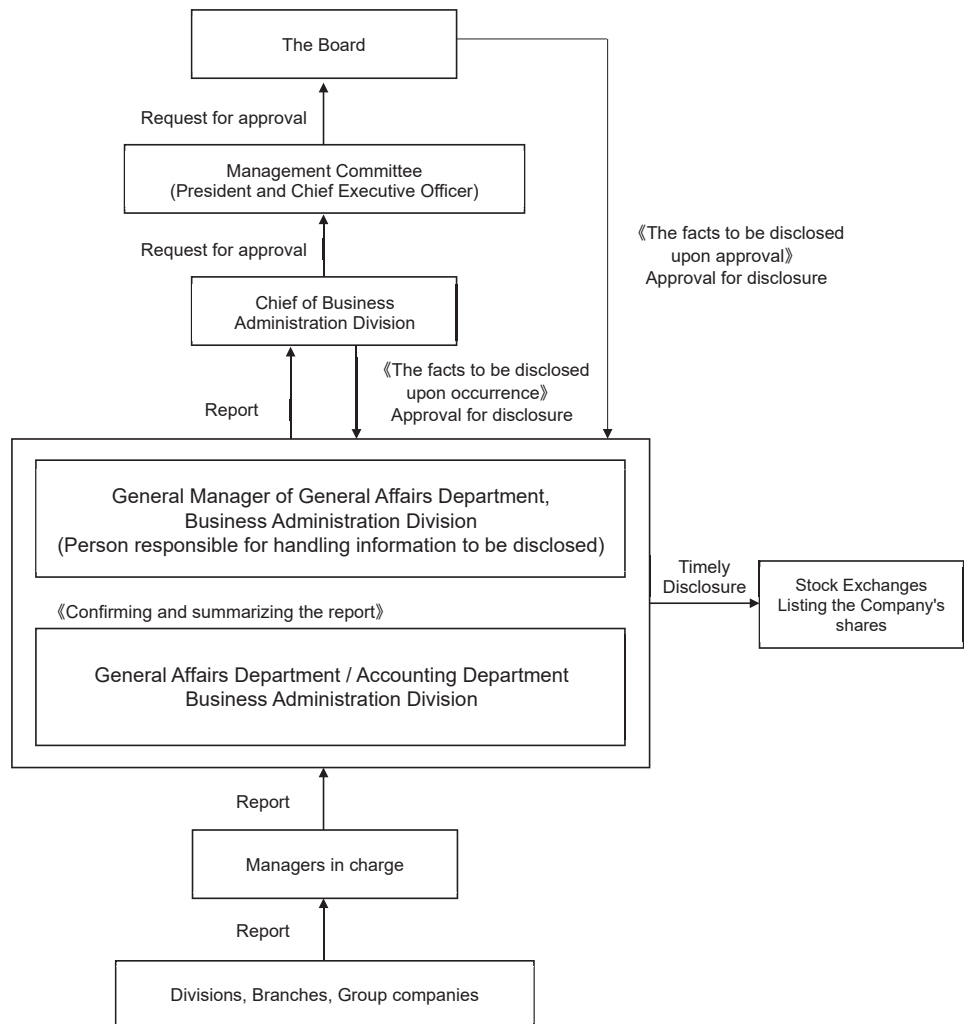 The Board
Request for approval
Management Committee
(President and Chief Executive Officer)
Request for approval
《The facts to be disclosed
upon approval》
Approval for disclosure
Chief of Business
Administration Division
《The facts to be disclosed
upon occurrence》
Approval for disclosure
Report
General Manager of General Affairs Department,
Business Administration Division
(Person responsible for handling information to be disclosed)
Timely
Disclosure
Stock Exchanges
Listing the Company's
shares
《Confirming and summarizing the report》
General Affairs Department / Accounting Department
Business Administration Division
Report
Managers in charge
Report
Divisions, Branches, Group companies